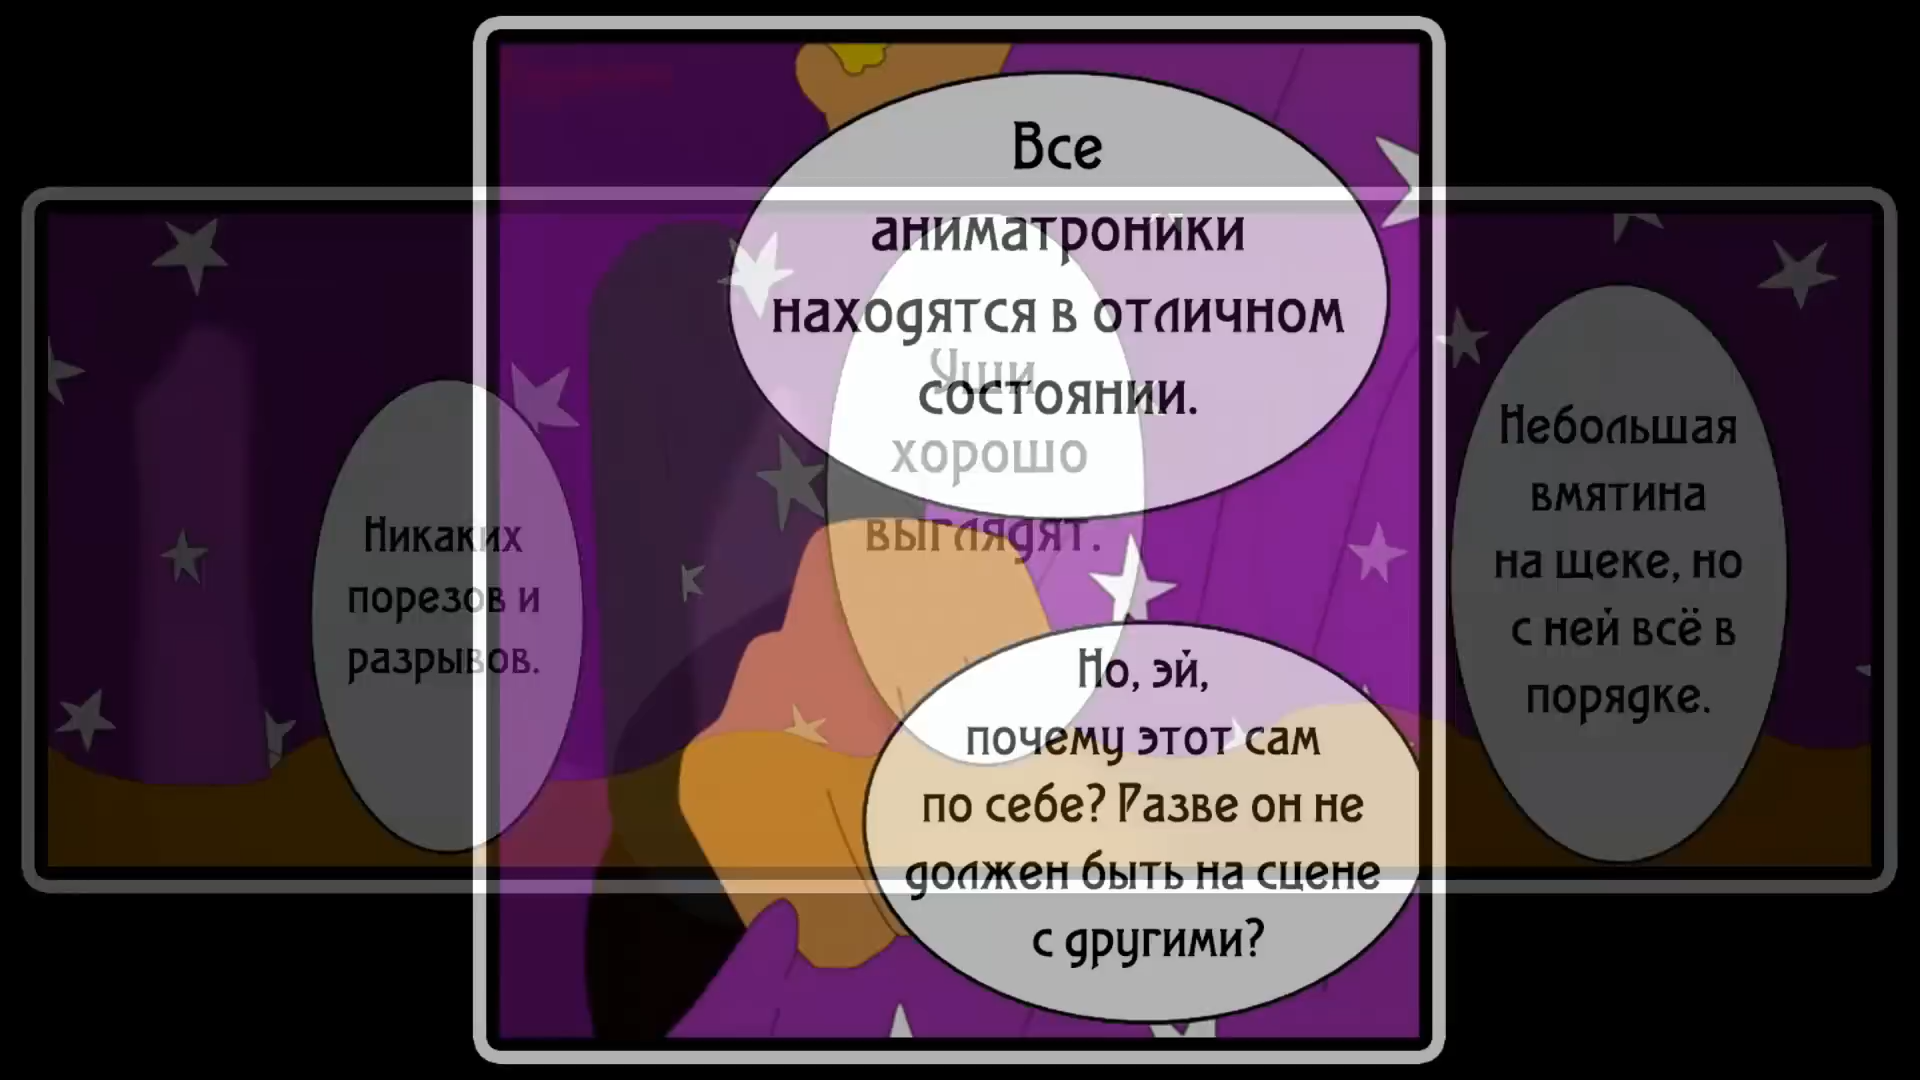 Никаких
порезов и
разрывов.
Уши
хорошо
выглядят.
Небольшая
вмятина
на щеке, но
с ней всё в
порядке.
Все
аниматроники
находятся в отличном
состоянии.
Но, эй,
почему этот сам
по себе? Разве он не
должен быть на сцене
с другими?